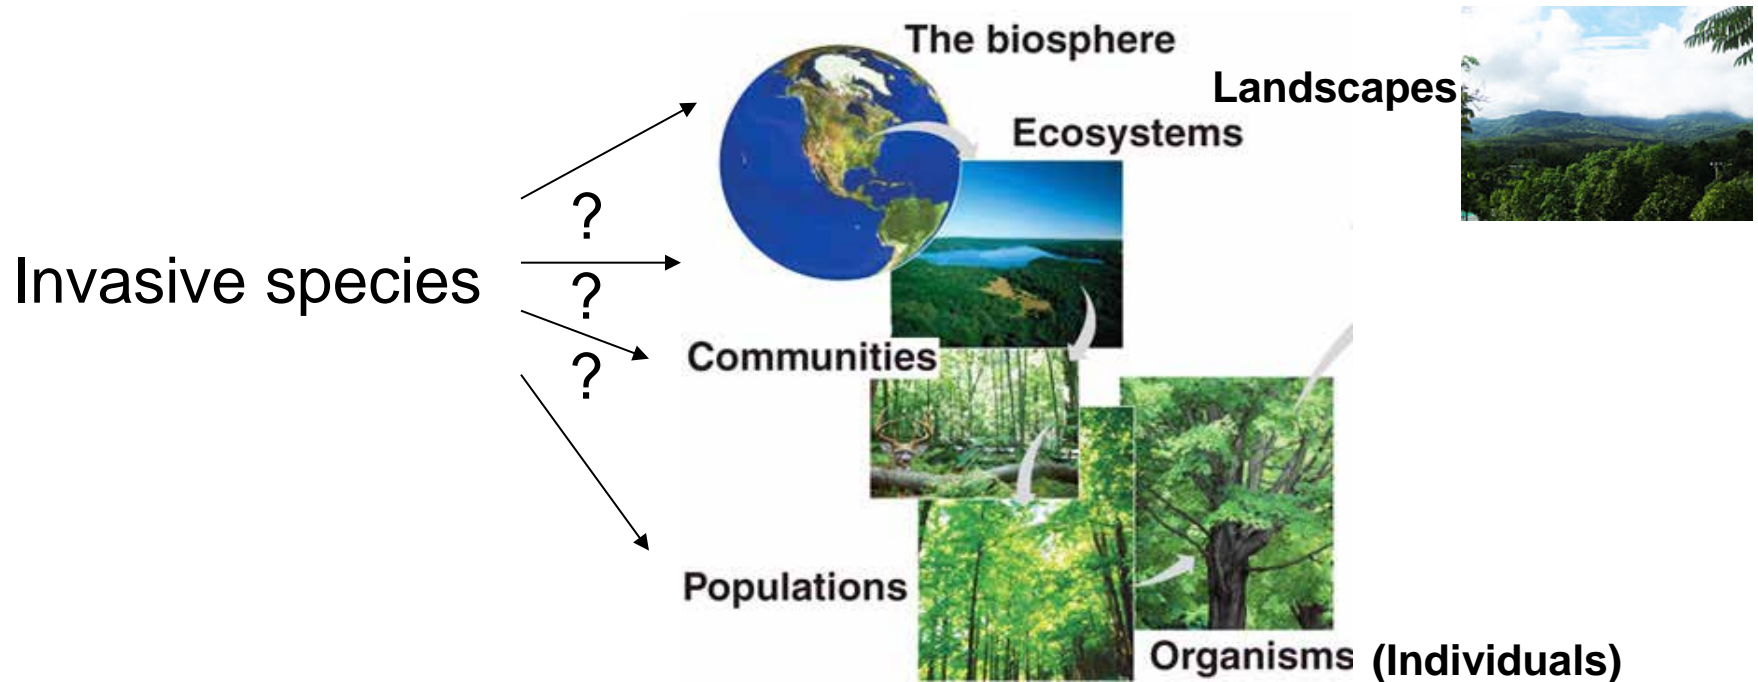 The biosphere
Landscapes
Ecosystems
?
Invasive species
?
Communities
?
Populations
Organisms (Individuals)